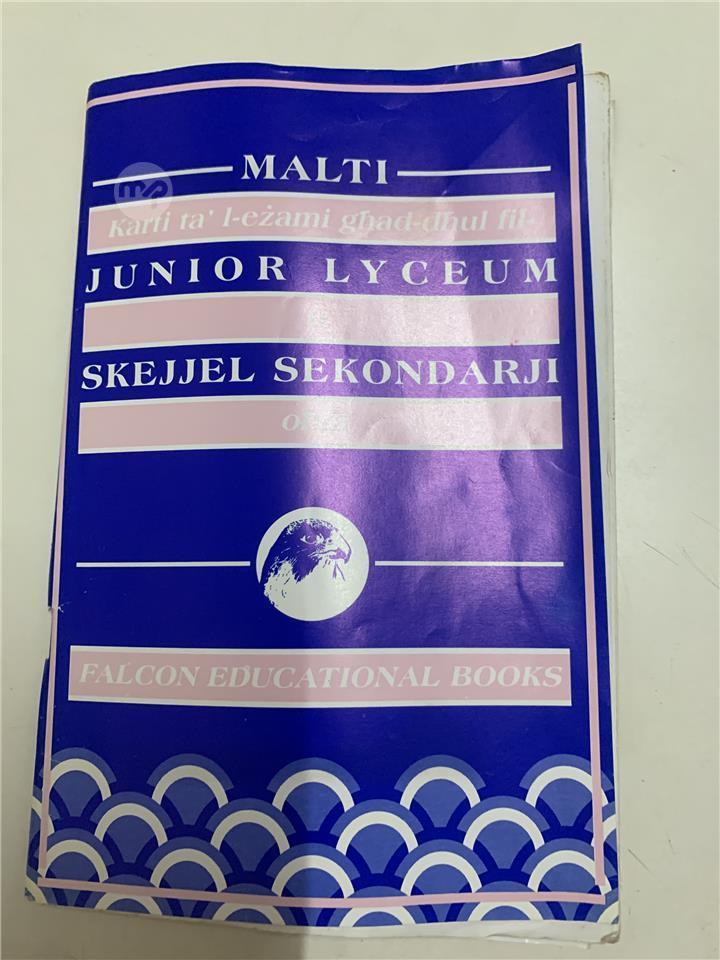 MALTI
Karti ta' l-eżami għad-dħul fil-
JUNIOR LYCEUM
SKEJJEL SEKONDARJI
FALCON EDUCATIONAL BOOKS